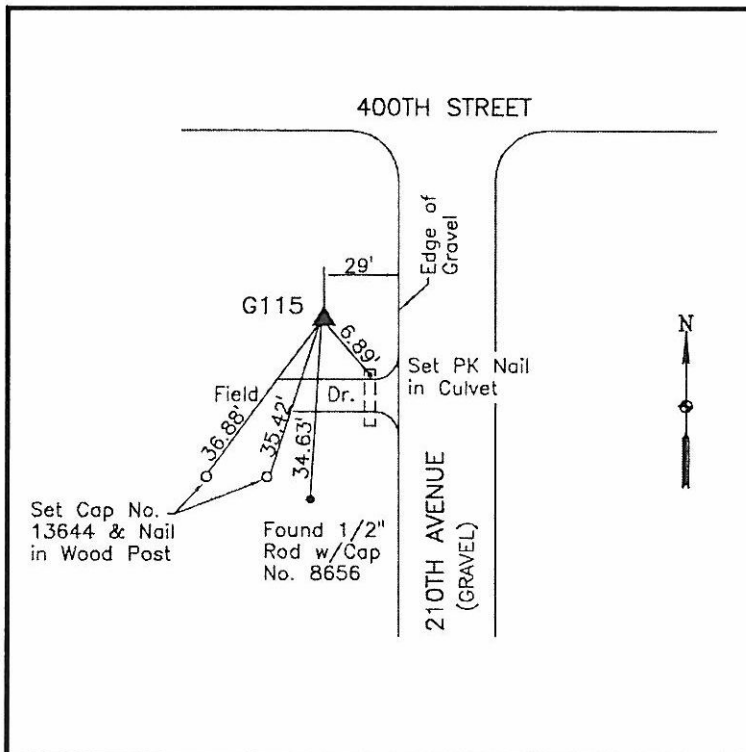 400TH STREET
Edge of
Gravel
29'
G115
6.89'
Set PK Nail
in Culvet
Field Dr.
36.88'
35.42'
34.63'
N
Set Cap No.
13644 & Nail
in Wood Post
Found 1/2"
Rod w/Cap
No. 8656
210TH AVENUE
(GRAVEL)